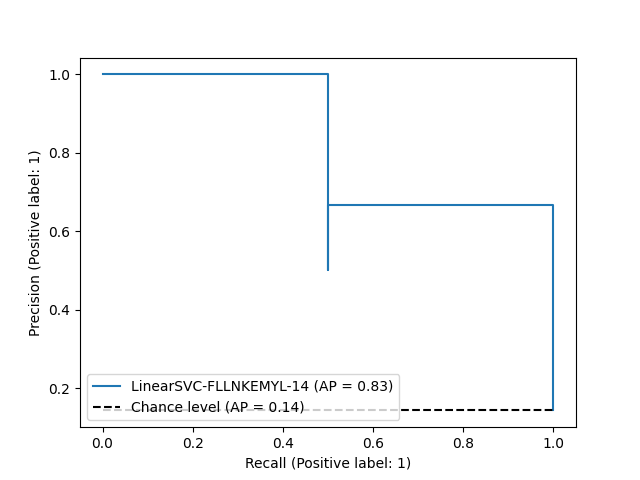 1.0
0.8
0.6
0.4
0.2
Precision (Positive label: 1)
LinearSVC-FLLNKEMYL-14 (AP = 0.83)
Chance level (AP = 0.14)
0.0 0.2 0.4 0.6 0.8 1.0
Recall (Positive label: 1)